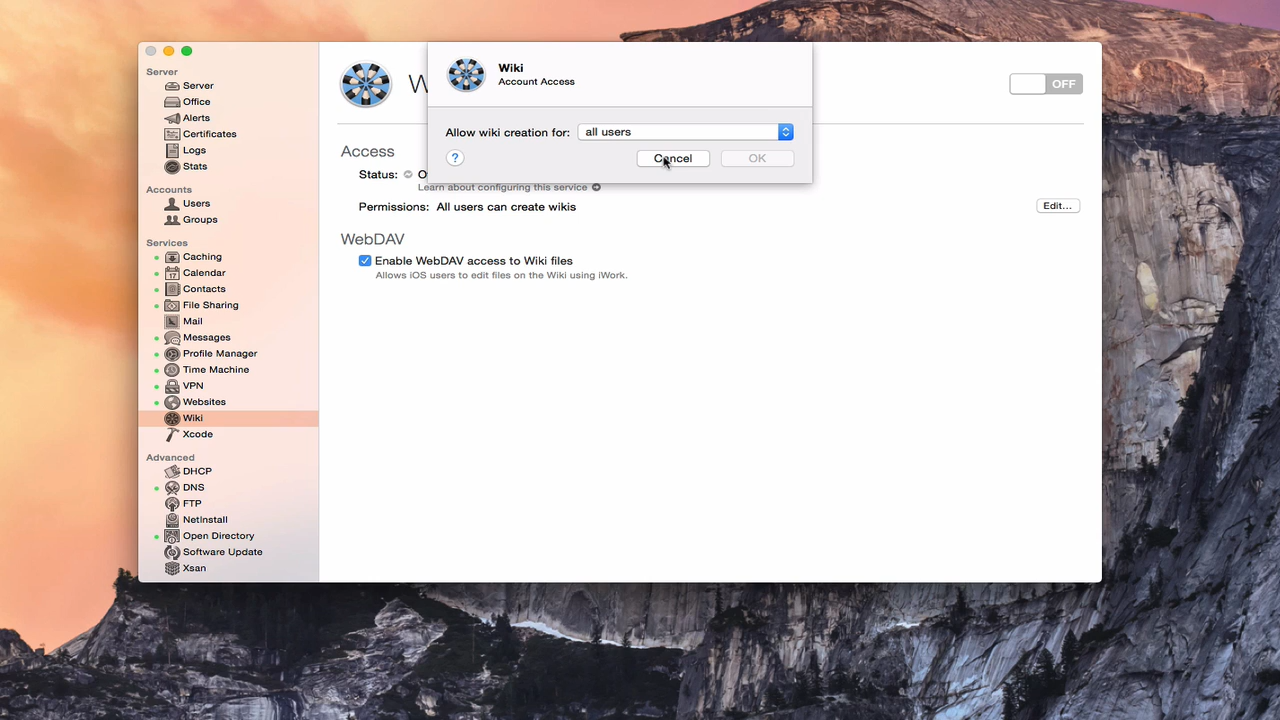 Server
Server
Office
Alerts
Certificates
Logs
Stats
Accounts
Users
Groups
Services
Caching
Calendar
Contacts
File Sharing
Mail
Messages
Profile Manager
Time Machine
VPN
Websites
Wiki
Xcode
Advanced
DHCP
DNS
FTP
NetInstall
Open Directory
Software Update
Xsan
W
OFF
Wiki
Account Access
Allow wiki creation for: all users
? Cancel OK
Access
Status: O
Learn about configuring this service
Permissions: All users can create wikis Edit...
WebDAV
Enable WebDAV access to Wiki files
Allows iOS users to edit files on the Wiki using iWork.